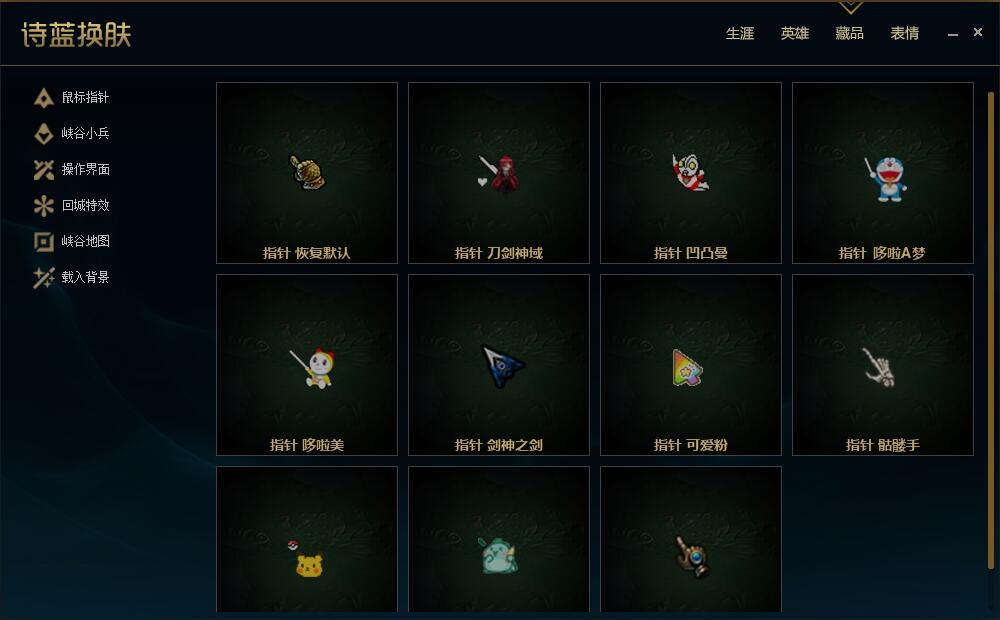 诗蓝换肤
生涯 英雄 藏品 表情
鼠标指针
峡谷小兵
操作界面
回城特效
峡谷地图
载入背景
指针 恢复默认 指针 刀剑神域 指针 凹凸曼 指针 哆啦A梦
指针 哆啦美 指针 剑神之剑 指针 可爱粉 指针 骷髅手